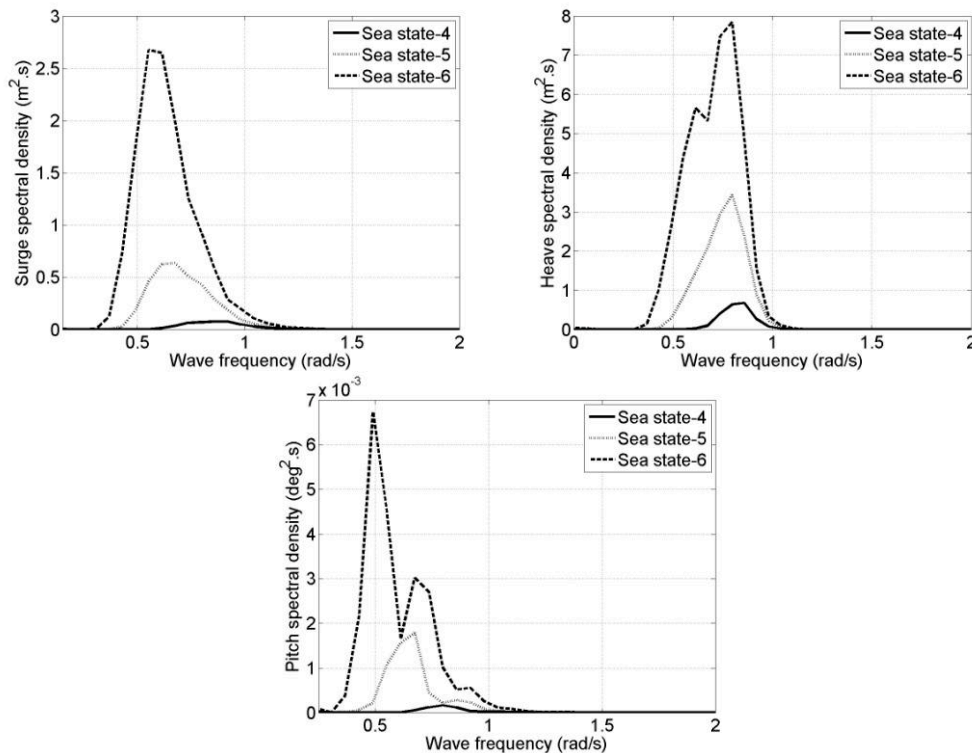 3
2.5
2
1.5
1
0.5
0
Surge spectral density (m².s)
Sea state-4
Sea state-5
Sea state-6
0.5 1 1.5 2
Wave frequency (rad/s)
8
7
6
5
4
3
2
1
0
Heave spectral density (m².s)
Sea state-4
Sea state-5
Sea state-6
0 0.5 1 1.5 2
Wave frequency (rad/s)
x 10⁻³
7
6
5
4
3
2
1
0
Pitch spectral density (deg².s)
Sea state-4
Sea state-5
Sea state-6
0.5 1 1.5 2
Wave frequency (rad/s)